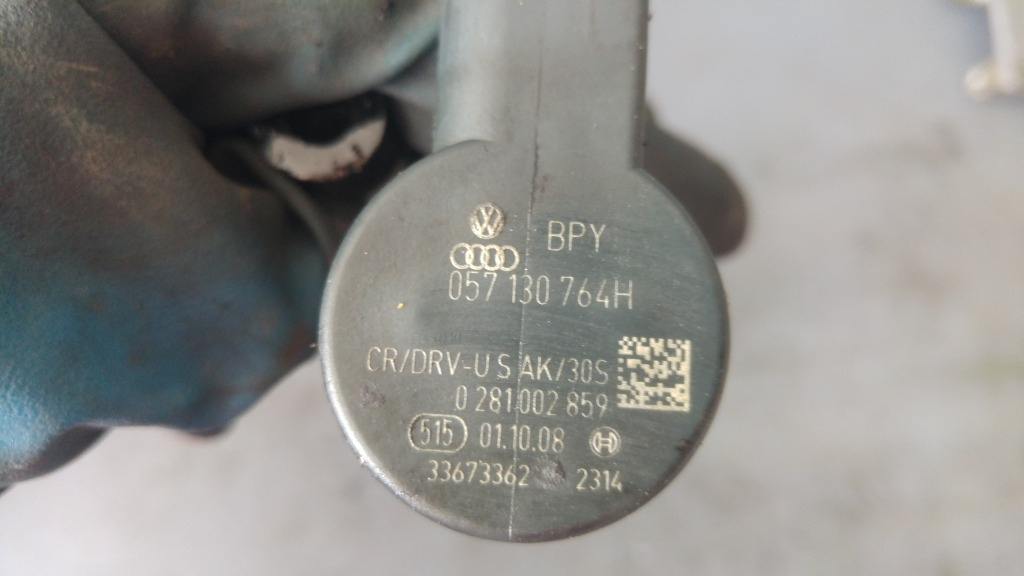 BPY
057 130 764H
CR/DRV-U S AK/30S
0 281 002 859
515 01.10.08
33673362 2314